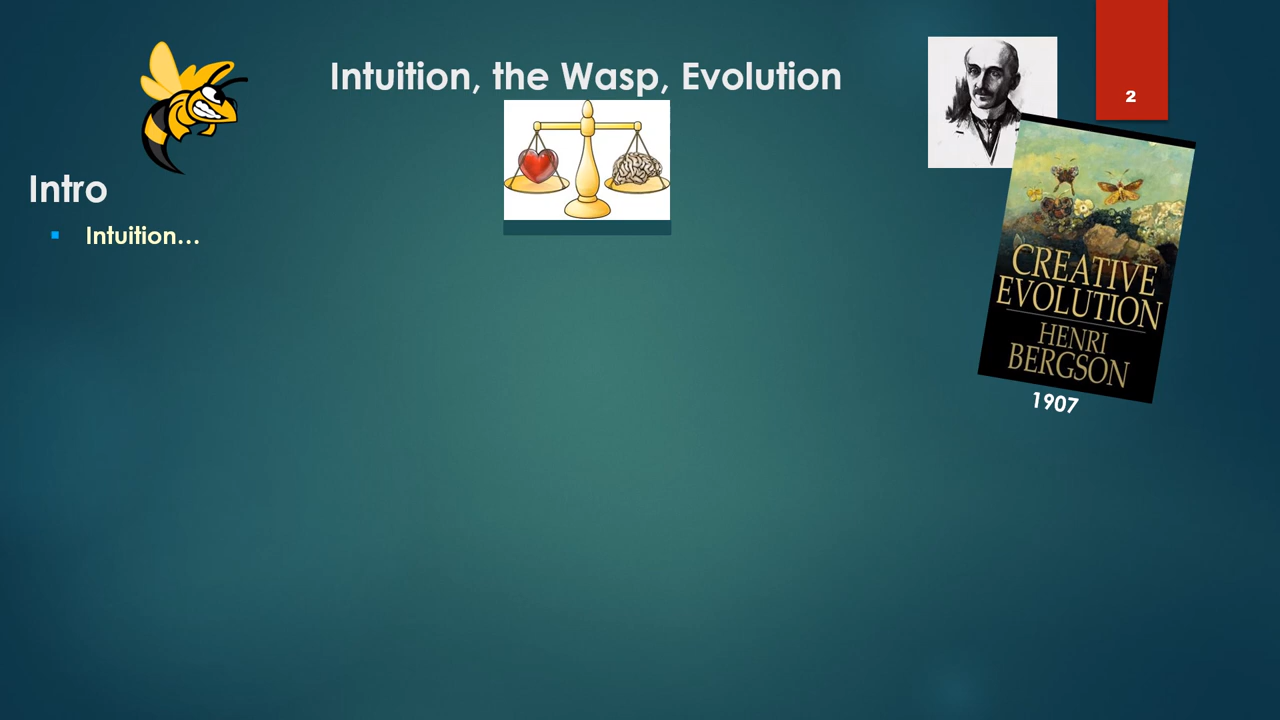 Intuition, the Wasp, Evolution
2
Intro
Intuition...
CREATIVE
EVOLUTION
HENRI
BERGSON
1907